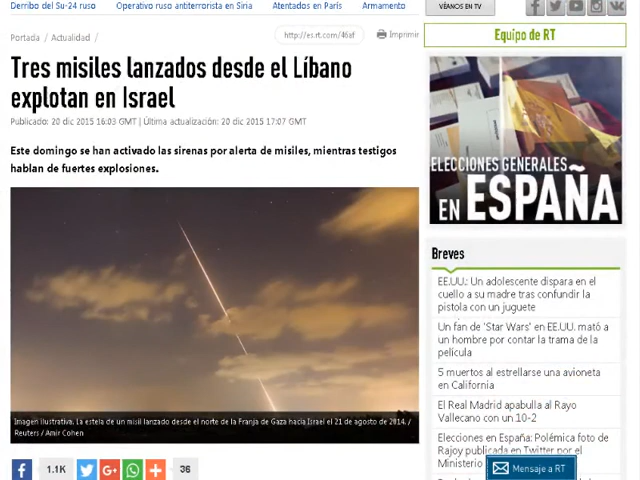 Derribo del Su-24 ruso Operativo ruso antiterrorista en Siria Atentados en París Armamento
VÉANOS EN TV
Portada / Actualidad /
http://es.rt.com/46af
Imprimir
Equipo de RT
Tres misiles lanzados desde el Líbano
explotan en Israel
Publicado: 20 dic 2015 16:03 GMT | Última actualización: 20 dic 2015 17:07 GMT
Este domingo se han activado las sirenas por alerta de misiles, mientras testigos
hablan de fuertes explosiones.
Imagen ilustrativa. La estela de un misil lanzado desde el norte de la Franja de Gaza hacia Israel el 21 de agosto de 2014. /
Reuters / Amir Cohen
1.1K
36
ELECCIONES GENERALES
EN ESPAÑA
Breves
EE.UU.: Un adolescente dispara en el
cuello a su madre tras confundir la
pistola con un juguete
Un fan de 'Star Wars' en EE.UU. mató a
un hombre por contar la trama de la
película
5 muertos al estrellarse una avioneta
en California
El Real Madrid apabulla al Rayo
Vallecano con un 10-2
Elecciones en España: Polémica foto de
Rajoy publicada en Twitter por el
Ministerio
Mensaje a RT